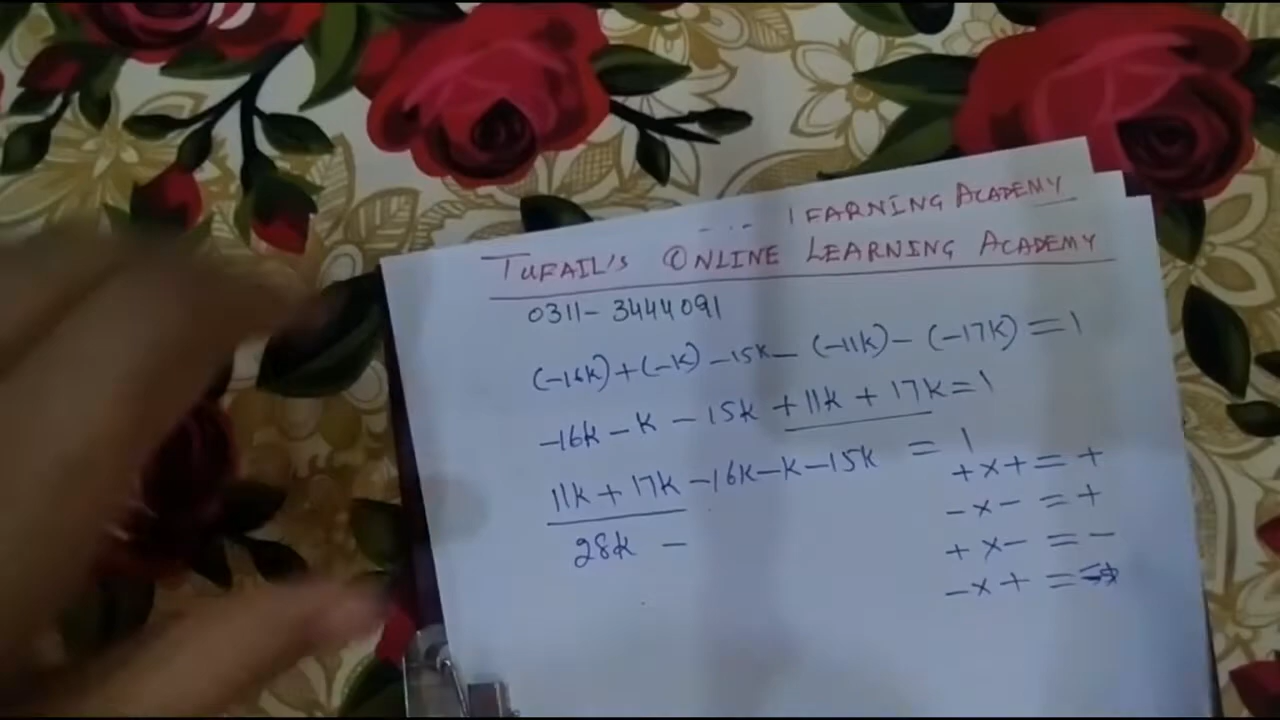 FARNING ACADEMY
TUFAIL'S ONLINE LEARNING ACADEMY
0311-3444091
(-16k)+(-k)-15k-(-11k)-(-17k)=1
-16k-k-15k+11k+17k=1
11k+17k-16k-k-15k=1
28k -
+x+=+
-x-=+
+x-=-
-x+=